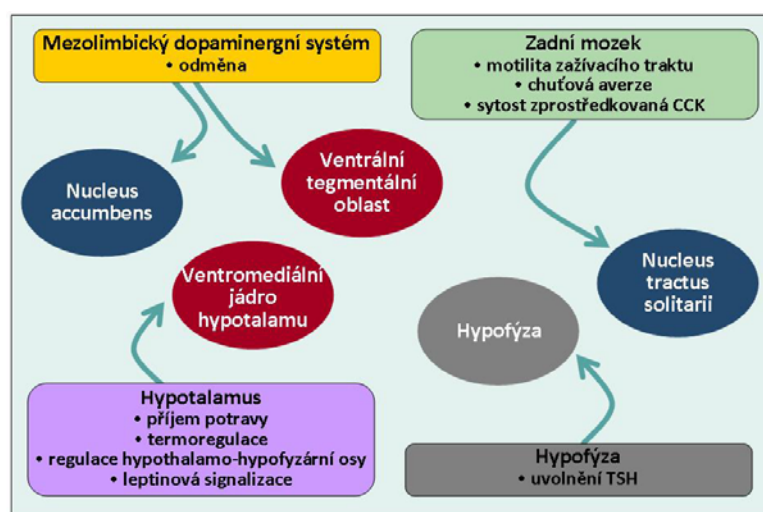 Mezolimbický dopaminergní systém
• odměna
Zadní mozek
• motilita zažívacího traktu
• chuťová averze
• sytost zprostředkovaná CCK
Nucleus
accumbens
Ventrální
tegmentální
oblast
Ventromediální
jádro
hypotalamu
Nucleus
tractus
solitarii
Hypofýza
Hypotalamus
• příjem potravy
• termoregulace
• regulace hypothalamo-hypofyzární osy
• leptinová signalizace
Hypofýza
• uvolnění TSH